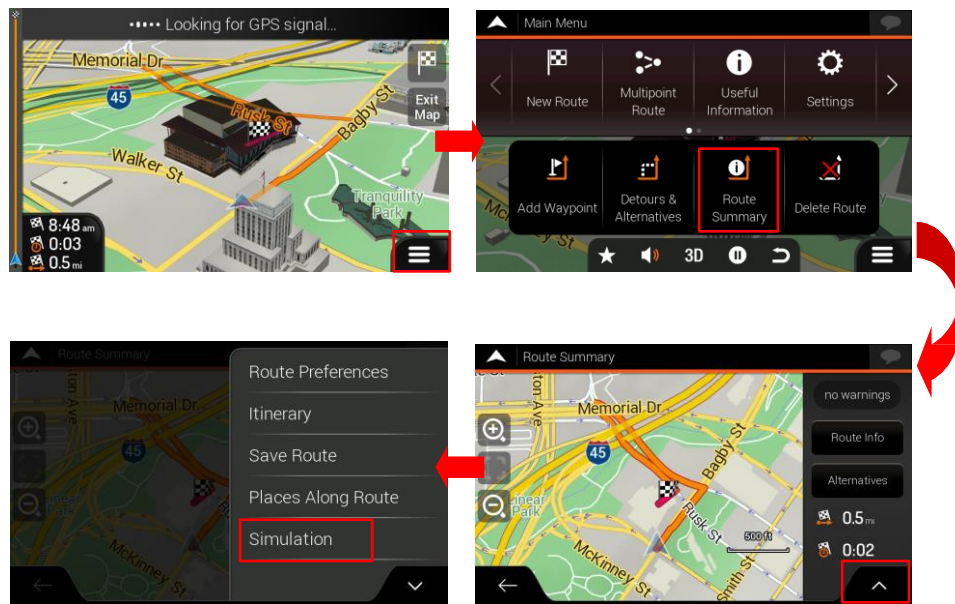 Looking for GPS signal...
Memorial Dr
45
Rusk St
Bagby St
Exit
Map
Walker St
Tranquility
Park
8:48 am
0:03
0.5 mi
Main Menu
New Route
Multipoint
Route
Useful
Information
Settings
Add Waypoint
Detours &
Alternatives
Route
Summary
Delete Route
3D
Route Summary
Memorial Dr
45
Route Preferences
Itinerary
Save Route
Places Along Route
Simulation
McKinney St
Route Summary
no warnings
Route Info
Alternatives
0.5 mi
0:02
ton Ave
Memorial Dr
45
Bagby St
Rusk St
500 ft
McKinney St
Smith St